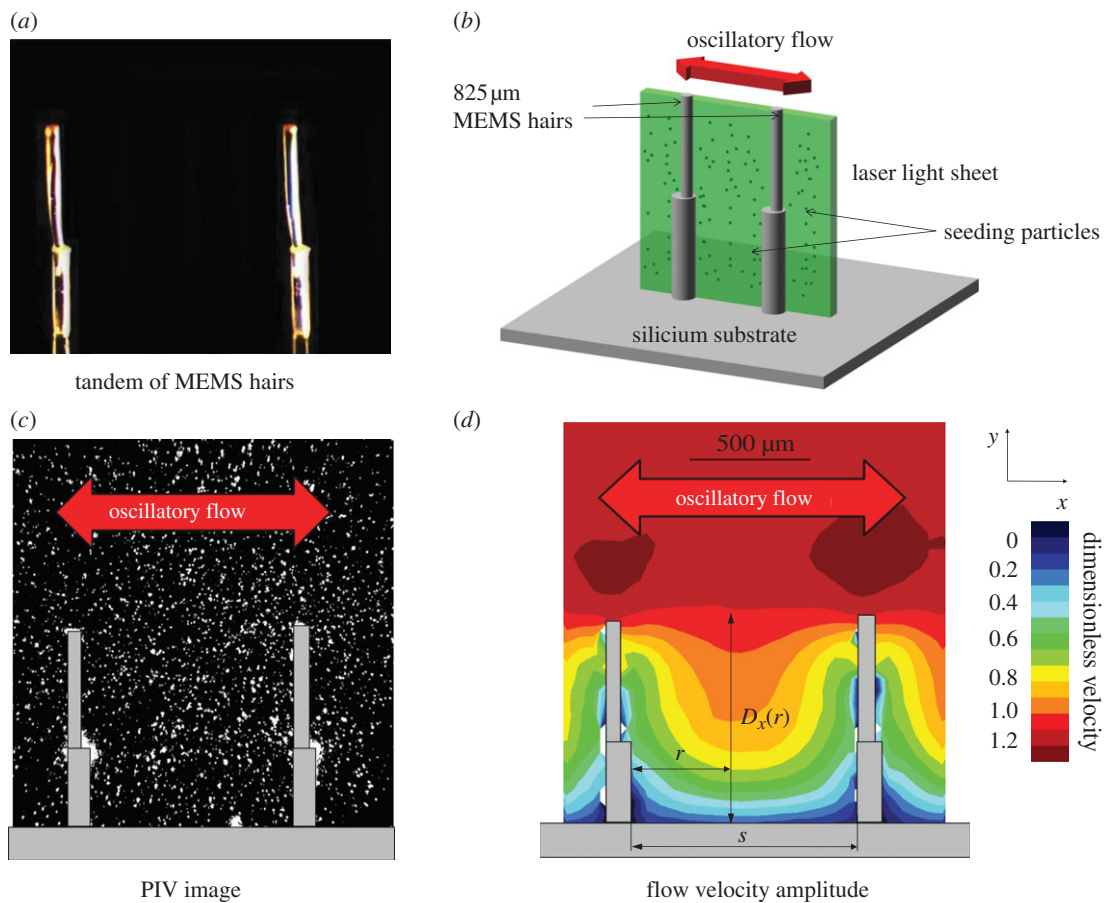 (a)
tandem of MEMS hairs
(b)
oscillatory flow
825 µm
MEMS hairs
laser light sheet
seeding particles
silicium substrate
(c)
oscillatory flow
PIV image
(d)
500 µm
oscillatory flow
D_x(r)
r
s
flow velocity amplitude
y
x
0
0.2
0.4
0.6
0.8
1.0
1.2
dimensionless velocity